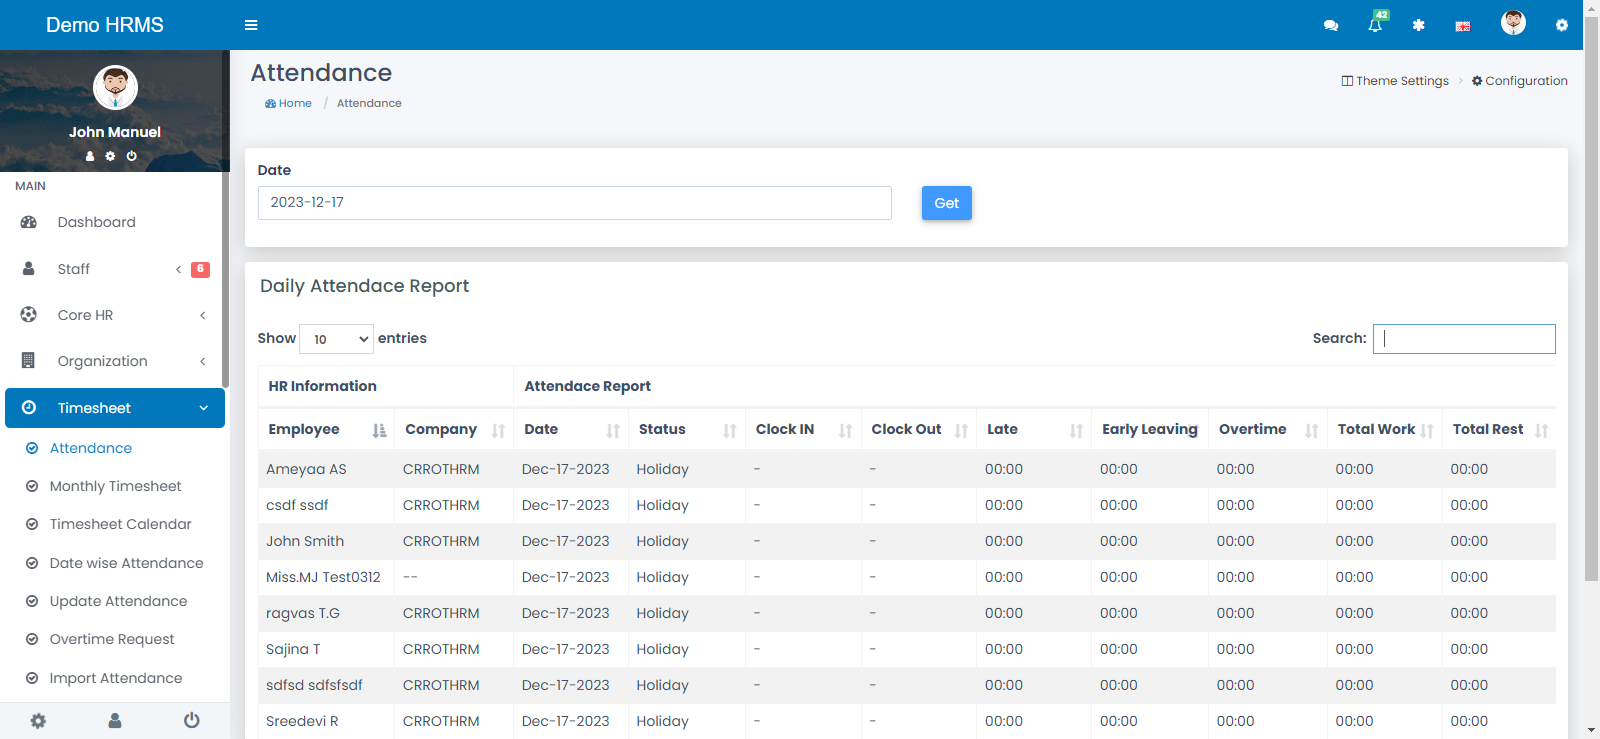 Demo HRMS
42
John Manuel
MAIN
Dashboard
Staff 6
Core HR
Organization
Timesheet
Attendance
Monthly Timesheet
Timesheet Calendar
Date wise Attendance
Update Attendance
Overtime Request
Import Attendance
Attendance
Home / Attendance
Theme Settings > Configuration
Date
2023-12-17 Get
Daily Attendace Report
Show 10 entries Search:
HR Information Attendace Report
Employee Company Date Status Clock IN Clock Out Late Early Leaving Overtime Total Work Total Rest
Ameyaa AS CRROTHRM Dec-17-2023 Holiday - - 00:00 00:00 00:00 00:00 00:00
csdf ssdf CRROTHRM Dec-17-2023 Holiday - - 00:00 00:00 00:00 00:00 00:00
John Smith CRROTHRM Dec-17-2023 Holiday - - 00:00 00:00 00:00 00:00 00:00
Miss.MJ Test0312 -- Dec-17-2023 Holiday - - 00:00 00:00 00:00 00:00 00:00
ragvas T.G CRROTHRM Dec-17-2023 Holiday - - 00:00 00:00 00:00 00:00 00:00
Sajina T CRROTHRM Dec-17-2023 Holiday - - 00:00 00:00 00:00 00:00 00:00
sdfsd sdfsfsdf CRROTHRM Dec-17-2023 Holiday - - 00:00 00:00 00:00 00:00 00:00
Sreedevi R CRROTHRM Dec-17-2023 Holiday - - 00:00 00:00 00:00 00:00 00:00